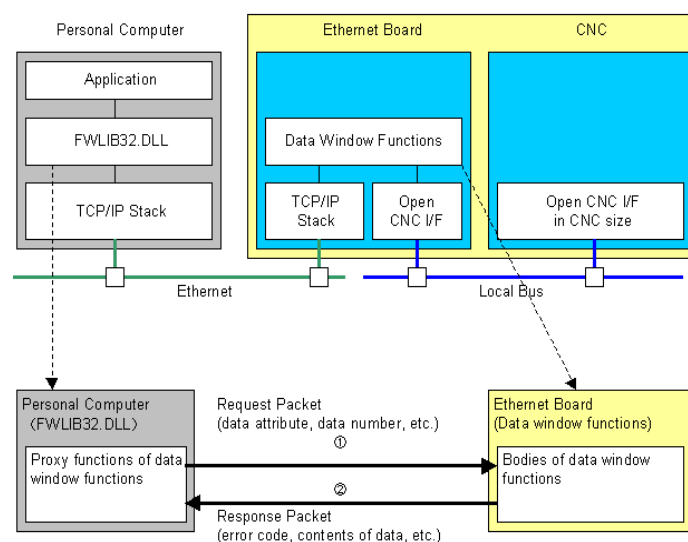 Personal Computer
Ethernet Board
CNC
Application
FWLIB32.DLL
Data Window Functions
TCP/IP Stack
TCP/IP
Stack
Open
CNC I/F
Open CNC I/F
in CNC size
Ethernet
Local Bus
Personal Computer
(FWLIB32.DLL)
Request Packet
(data attribute, data number, etc.)
①
Ethernet Board
(Data window functions)
Proxy functions of data
window functions
Bodies of data window
functions
②
Response Packet
(error code, contents of data, etc.)